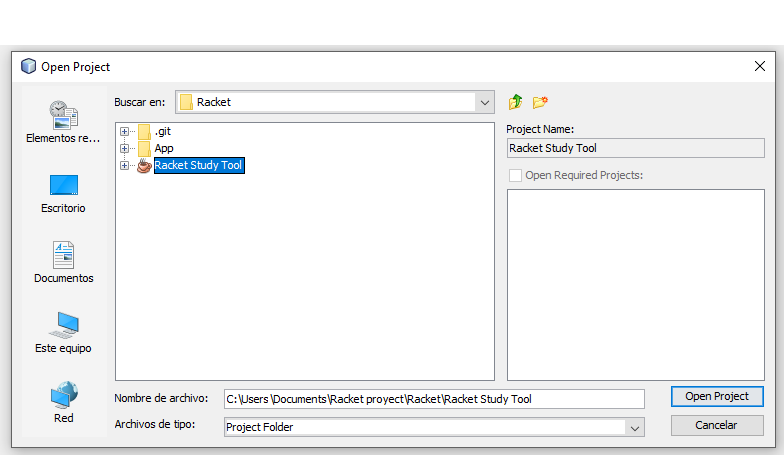 Open Project
Buscar en:
Racket
Elementos re...
Escritorio
Documentos
Este equipo
Red
.git
App
Racket Study Tool
Project Name:
Racket Study Tool
Open Required Projects:
Nombre de archivo:
C:\Users \Documents\Racket proyect\Racket\Racket Study Tool
Archivos de tipo:
Project Folder
Open Project
Cancelar